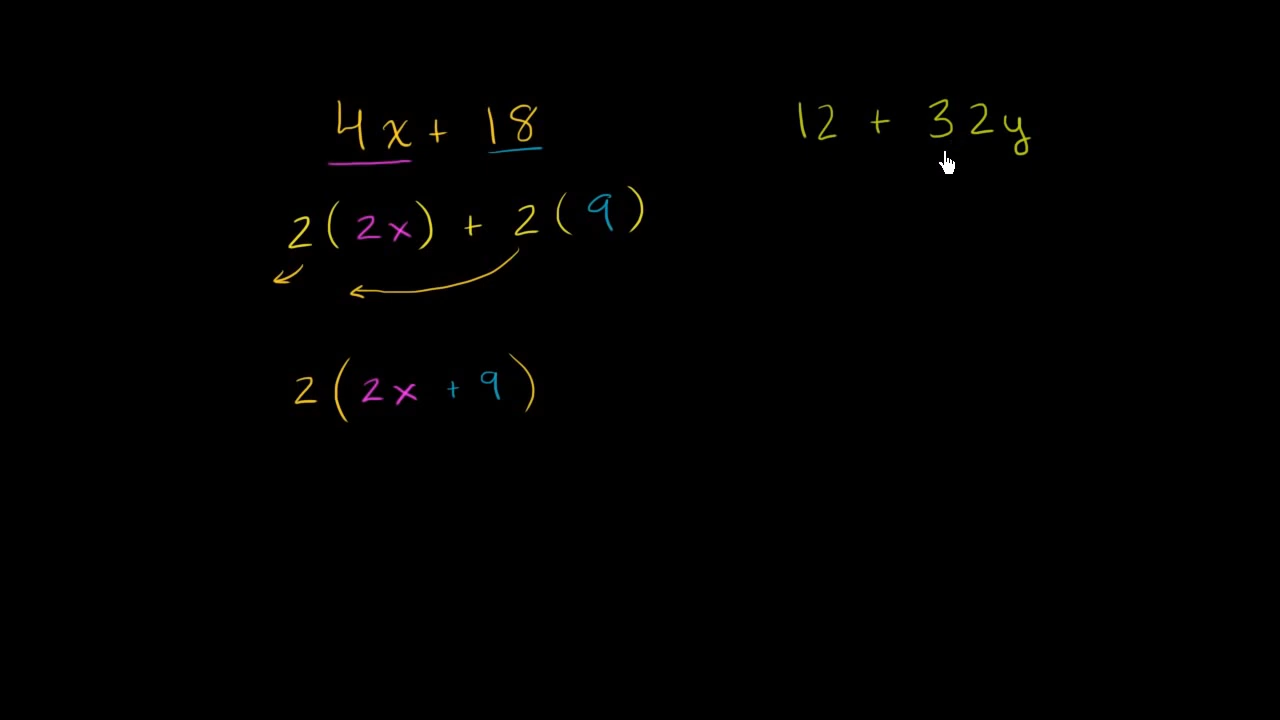 4x + 18
12 + 32y
2(2x) + 2(9)
2(2x + 9)